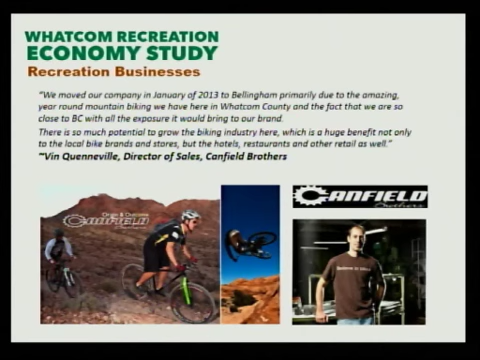 WHATCOM RECREATION
ECONOMY STUDY
Recreation Businesses
"We moved our company in January of 2013 to Bellingham primarily due to the amazing,
year round mountain biking we have here in Whatcom County and the fact that we are so
close to BC with all the exposure it would bring to our brand.
There is so much potential to grow the biking industry here, which is a huge benefit not only
to the local bike brands and stores, but the hotels, restaurants and other retail as well."
~Vin Quenneville, Director of Sales, Canfield Brothers
CANFIELD
Brothers
CANFIELD
Brothers